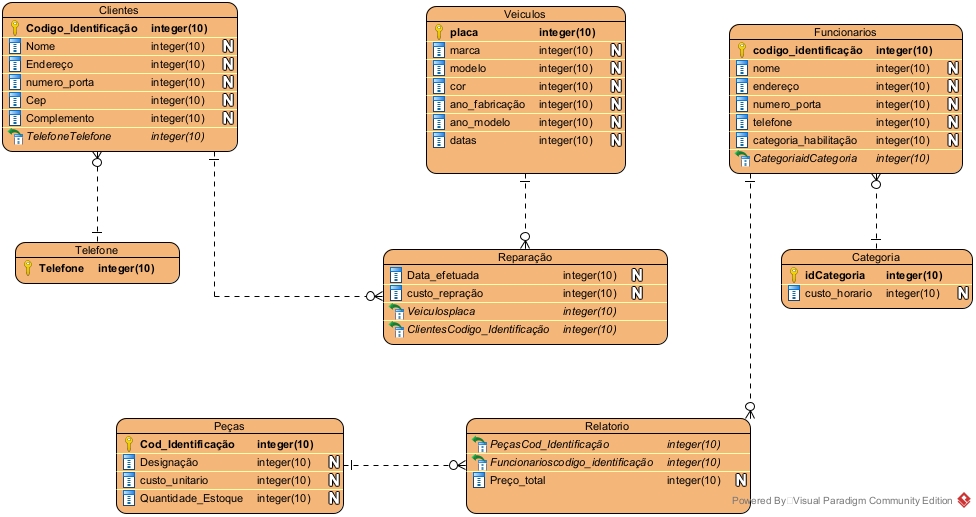 Clientes
Codigo_Identificação integer(10)
Nome integer(10) N
Endereço integer(10) N
numero_porta integer(10) N
Cep integer(10) N
Complemento integer(10) N
TelefoneTelefone integer(10)
Veiculos
placa integer(10)
marca integer(10) N
modelo integer(10) N
cor integer(10) N
ano_fabricação integer(10) N
ano_modelo integer(10) N
datas integer(10) N
Funcionarios
codigo_identificação integer(10)
nome integer(10) N
endereço integer(10) N
numero_porta integer(10) N
telefone integer(10) N
categoria_habilitação integer(10) N
CategoriaidCategoria integer(10)
Telefone
Telefone integer(10)
Reparação
Data_efetuada integer(10) N
custo_repração integer(10) N
Veiculosplaca integer(10)
ClientesCodigo_Identificação integer(10)
Categoria
idCategoria integer(10)
custo_horario integer(10) N
Peças
Cod_Identificação integer(10)
Designação integer(10) N
custo_unitario integer(10) N
Quantidade_Estoque integer(10) N
Relatorio
PeçasCod_Identificação integer(10)
Funcionarioscodigo_identificação integer(10)
Preço_total integer(10) N
Powered By Visual Paradigm Community Edition